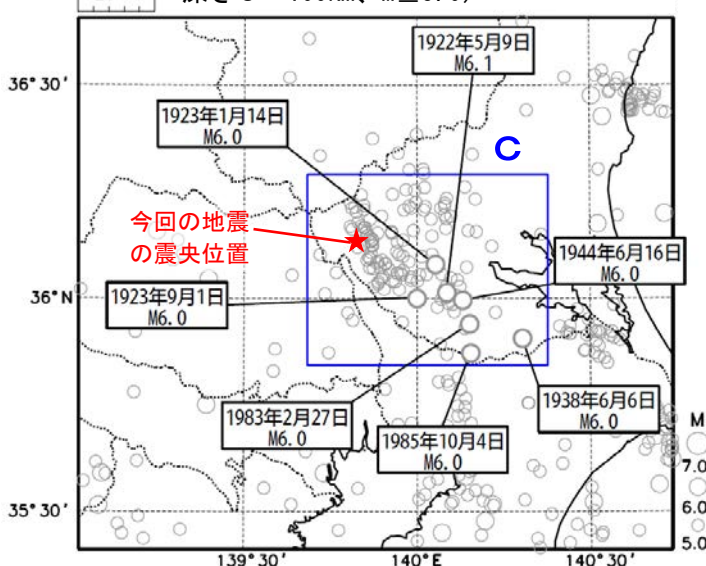 1922年5月9日
M6.1
36°30'
1923年1月14日
M6.0
C
今回の地震
の震央位置
1944年6月16日
M6.0
36°N
1923年9月1日
M6.0
1983年2月27日
M6.0
1938年6月6日
M6.0
1985年10月4日
M6.0
M
7.0
6.0
5.0
35°30'
139°30'
140°E
140°30'